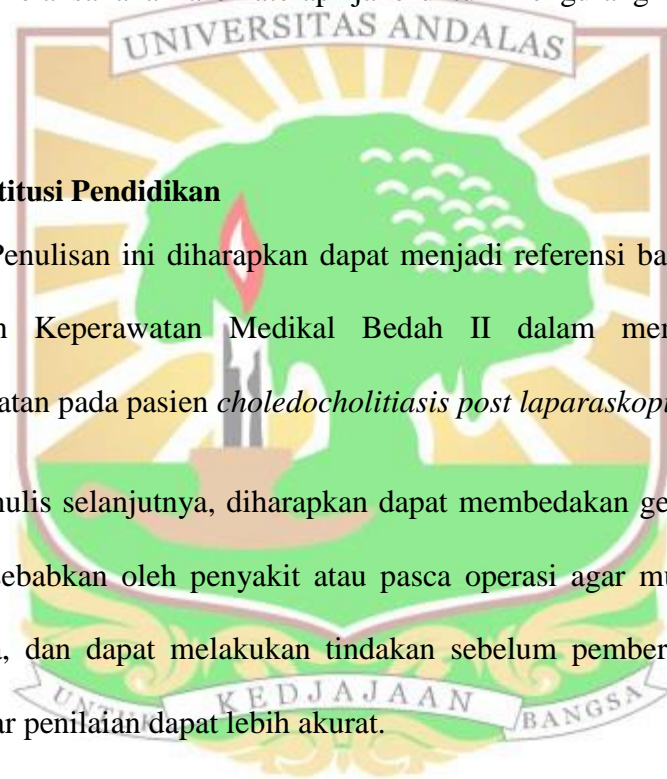 UNIVERSITAS ANDALAS
titusi Pendidikan
Penulisan ini diharapkan dapat menjadi referensi ba
Keperawatan Medikal Bedah II dalam men
atan pada pasien choledocholitiasis post laparaskopi
nulis selanjutnya, diharapkan dapat membedakan ge
sebabkan oleh penyakit atau pasca operasi agar mu
, dan dapat melakukan tindakan sebelum pember
ar penilaian dapat lebih akurat.
UNTUK KEDJAJAAN BANGSA